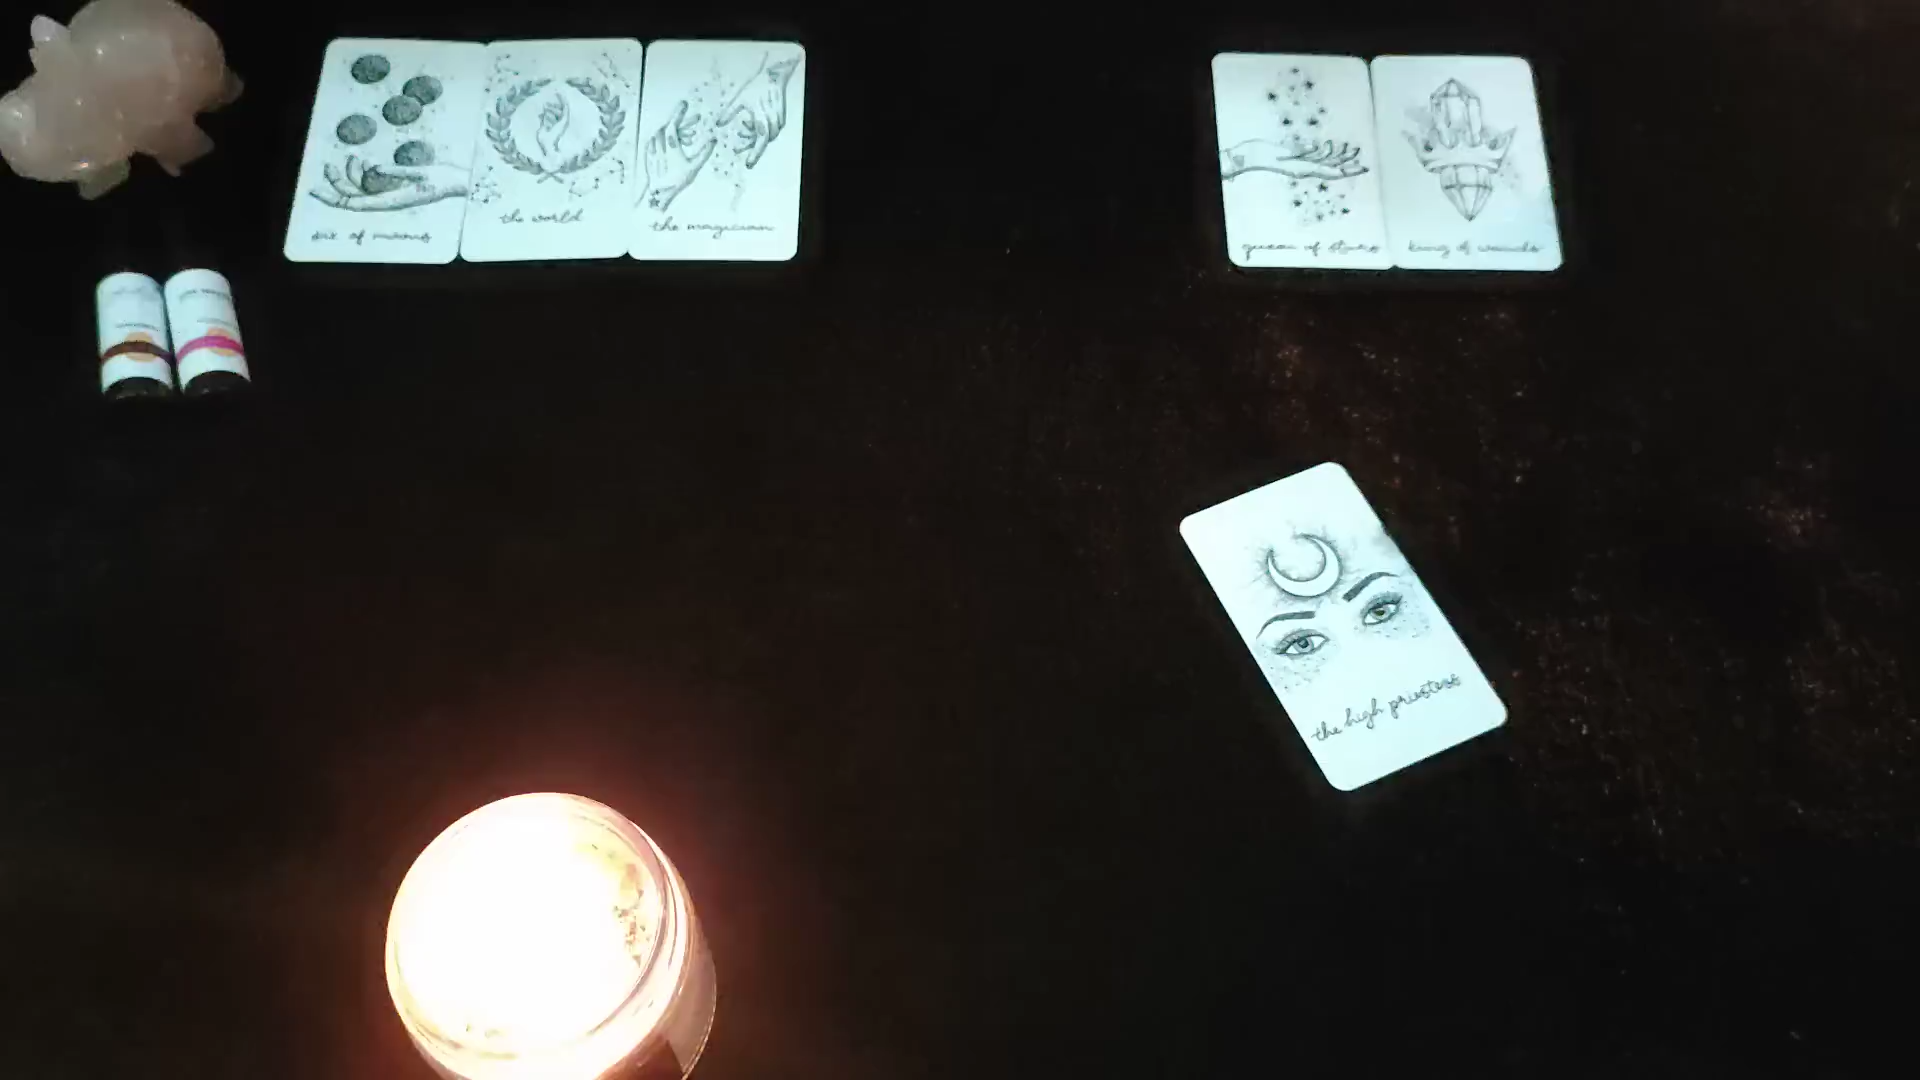 six of moons
the world
the magician
queen of stars
king of wands
the high priestess